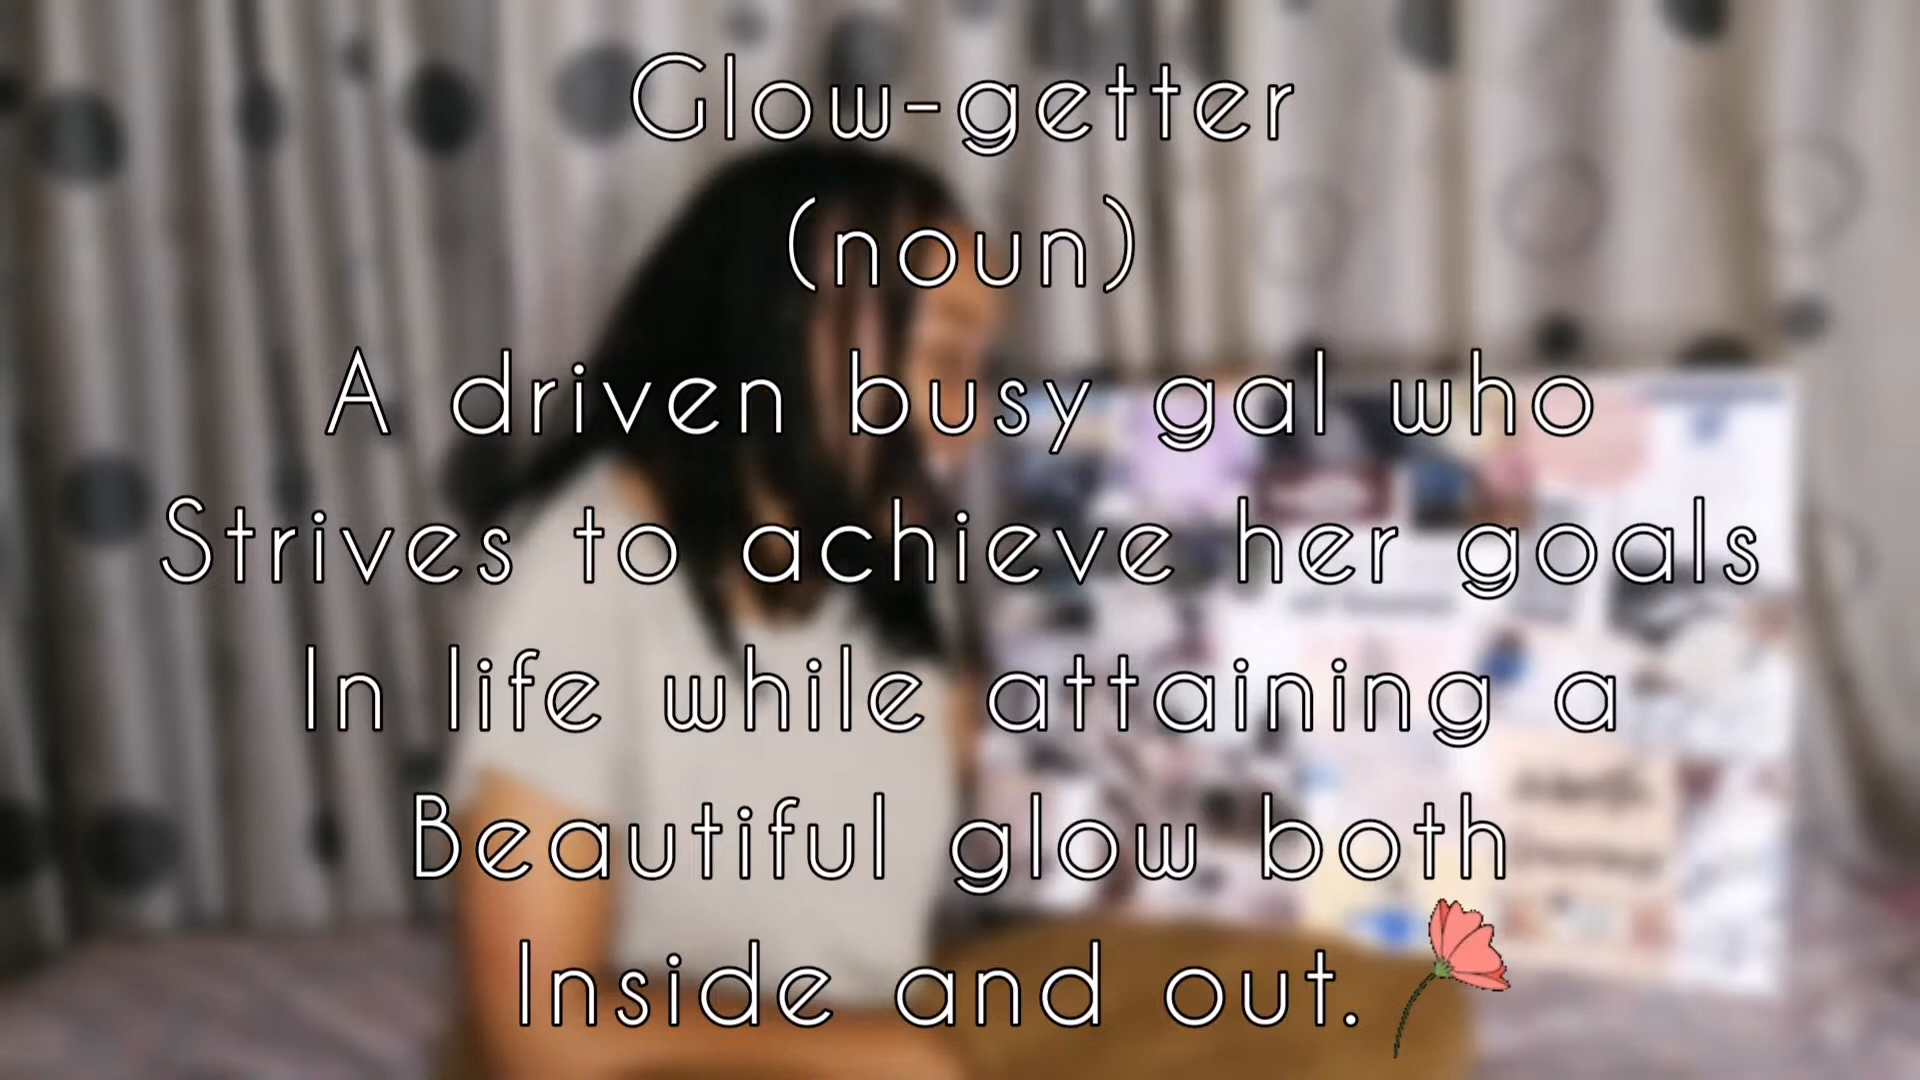 Glow-getter
(noun)
A driven busy gal who
Strives to achieve her goals
In life while attaining a
Beautiful glow both
Inside and out.